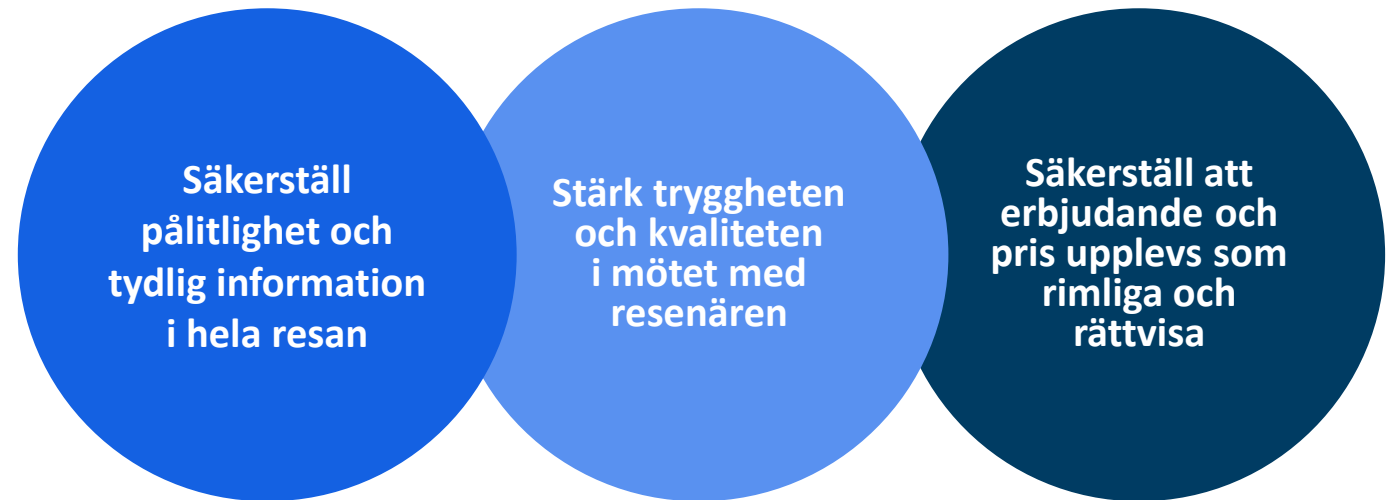 Säkerställ
pålitlighet och
tydlig information
i hela resan
Stärk tryggheten
och kvaliteten
i mötet med
resenären
Säkerställ att
erbjudande och
pris upplevs som
rimliga och
rättvisa